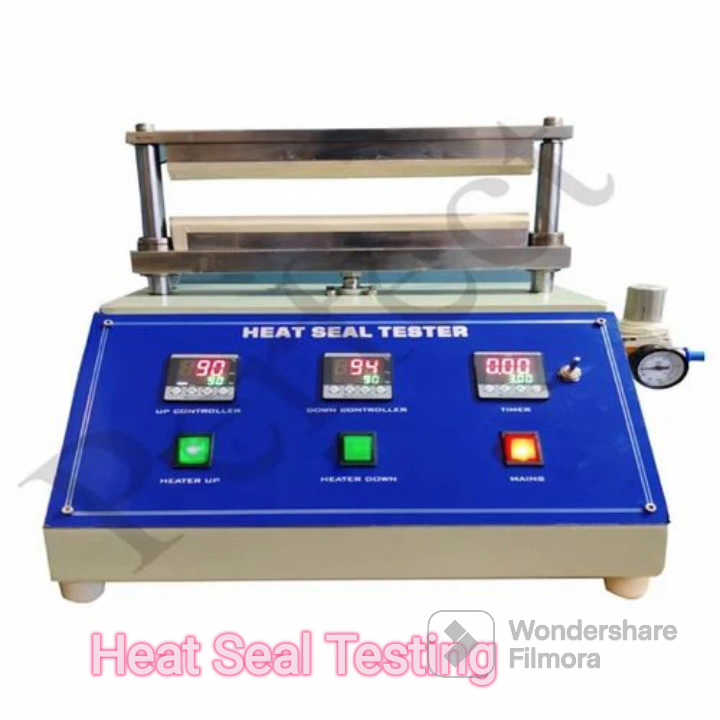 HEAT SEAL TESTER
90
90
94
90
0.00
3.00
UP CONTROLLER
DOWN CONTROLLER
TIMER
HEATER UP
HEATER DOWN
MAINS
Perfect
Heat Seal Testing
Wondershare
Filmora